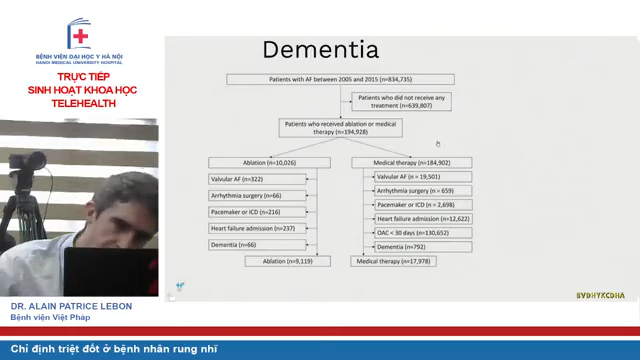 BỆNH VIỆN ĐẠI HỌC Y HÀ NỘI
HANOI MEDICAL UNIVERSITY HOSPITAL
TRỰC TIẾP
SINH HOẠT KHOA HỌC
TELEHEALTH
Dementia
Patients with AF between 2005 and 2015 (n=834,735)
Patients who did not receive any
treatment (n=639,807)
Patients who received ablation or medical
therapy (n=194,928)
Ablation (n=10,026)
Medical therapy (n=184,902)
Valvular AF (n=322)
Arrhythmia surgery (n=66)
Pacemaker or ICD (n=216)
Heart failure admission (n=237)
Dementia (n=66)
Ablation (n=9,119)
Valvular AF (n = 19,501)
Arrhythmia surgery (n = 659)
Pacemaker or ICD (n = 2,698)
Heart failure admission (n=12,622)
OAC < 30 days (n=130,652)
Dementia (n=792)
Medical therapy (n=17,978)
BVDHYKCDHA
DR. ALAIN PATRICE LEBON
Bệnh viện Việt Pháp
Chỉ định triệt đốt ở bệnh nhân rung nhĩ